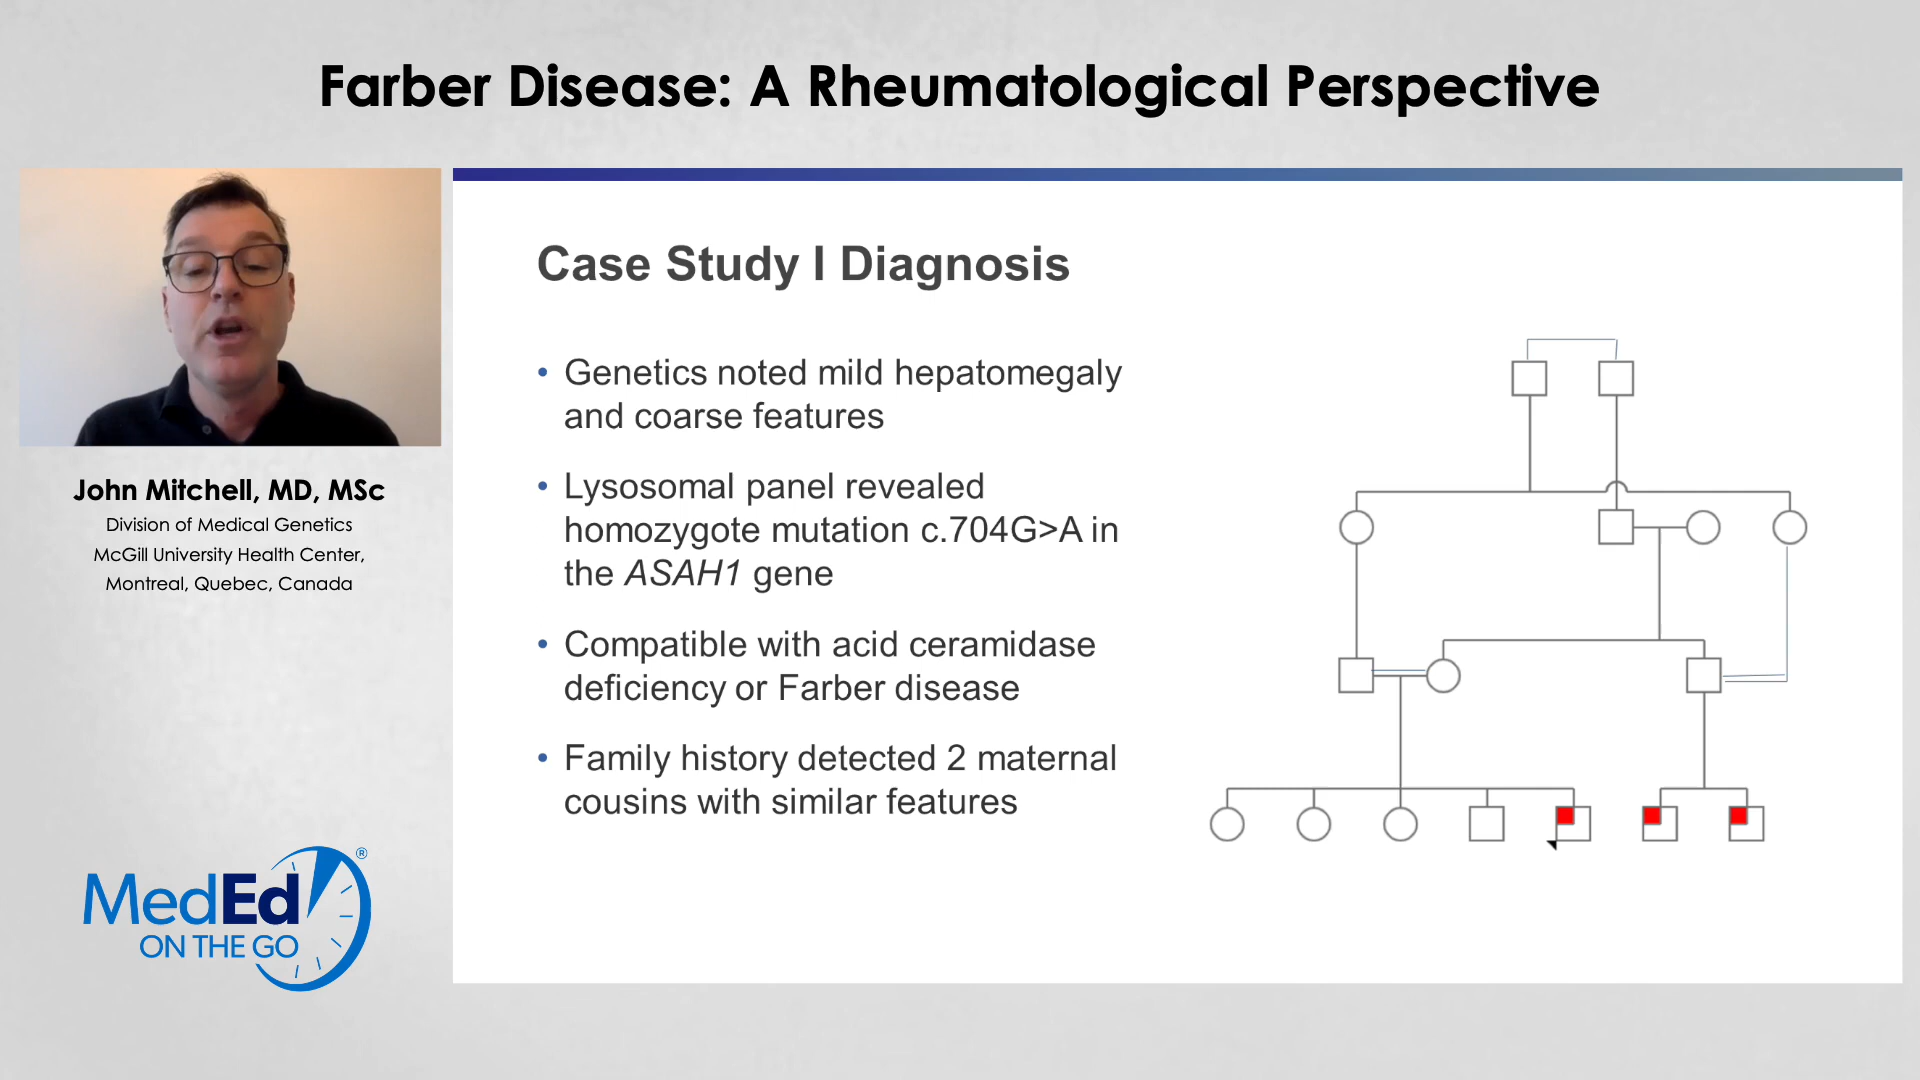 Farber Disease: A Rheumatological Perspective
Case Study I Diagnosis
• Genetics noted mild hepatomegaly
and coarse features
• Lysosomal panel revealed
homozygote mutation c.704G>A in
the ASAH1 gene
• Compatible with acid ceramidase
deficiency or Farber disease
• Family history detected 2 maternal
cousins with similar features
John Mitchell, MD, MSc
Division of Medical Genetics
McGill University Health Center,
Montreal, Quebec, Canada
MedEd®
ON THE GO